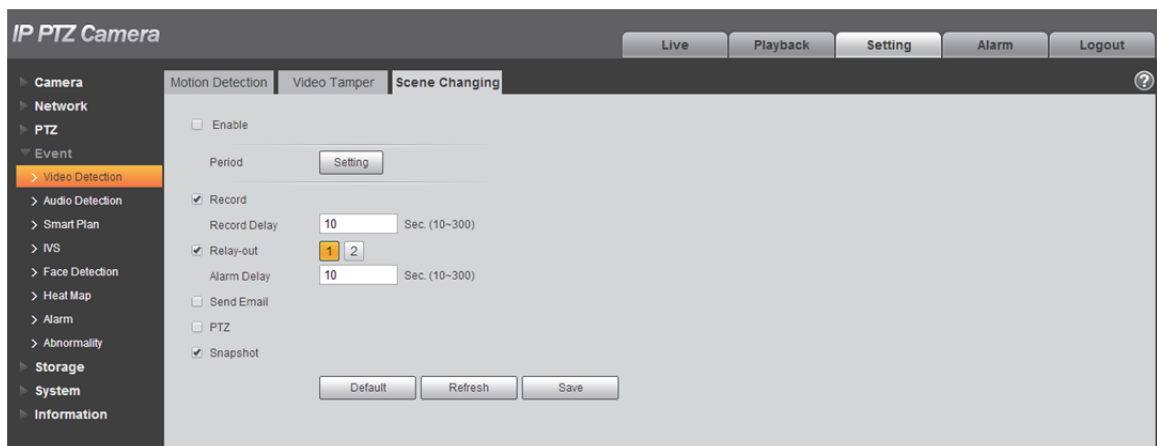 IP PTZ Camera
Live Playback Setting Alarm Logout
Camera
Network
PTZ
Event
Video Detection
Audio Detection
Smart Plan
IVS
Face Detection
Heat Map
Alarm
Abnormality
Storage
System
Information
Motion Detection Video Tamper Scene Changing ?
Enable
Period Setting
Record
Record Delay 10 Sec. (10~300)
Relay-out 1 2
Alarm Delay 10 Sec. (10~300)
Send Email
PTZ
Snapshot
Default Refresh Save